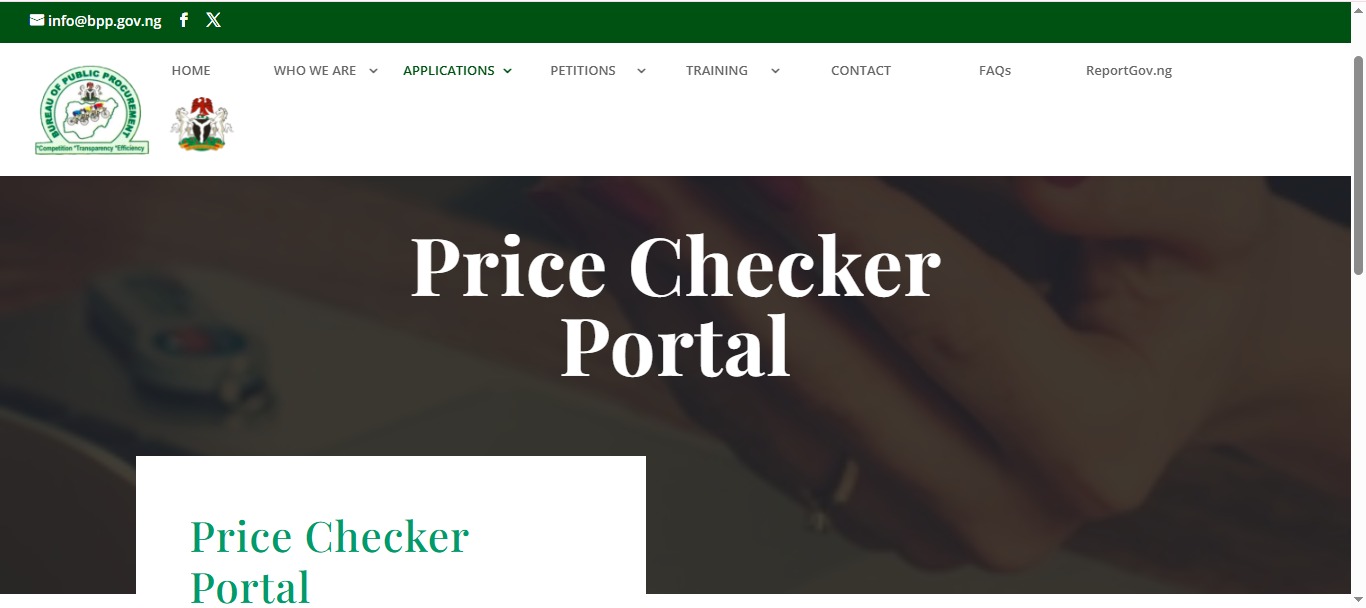 info@bpp.gov.ng
HOME
WHO WE ARE
APPLICATIONS
PETITIONS
TRAINING
CONTACT
FAQs
ReportGov.ng
BUREAU OF PUBLIC PROCUREMENT
"Competition "Transparency "Efficiency
Price Checker
Portal
Price Checker
Portal